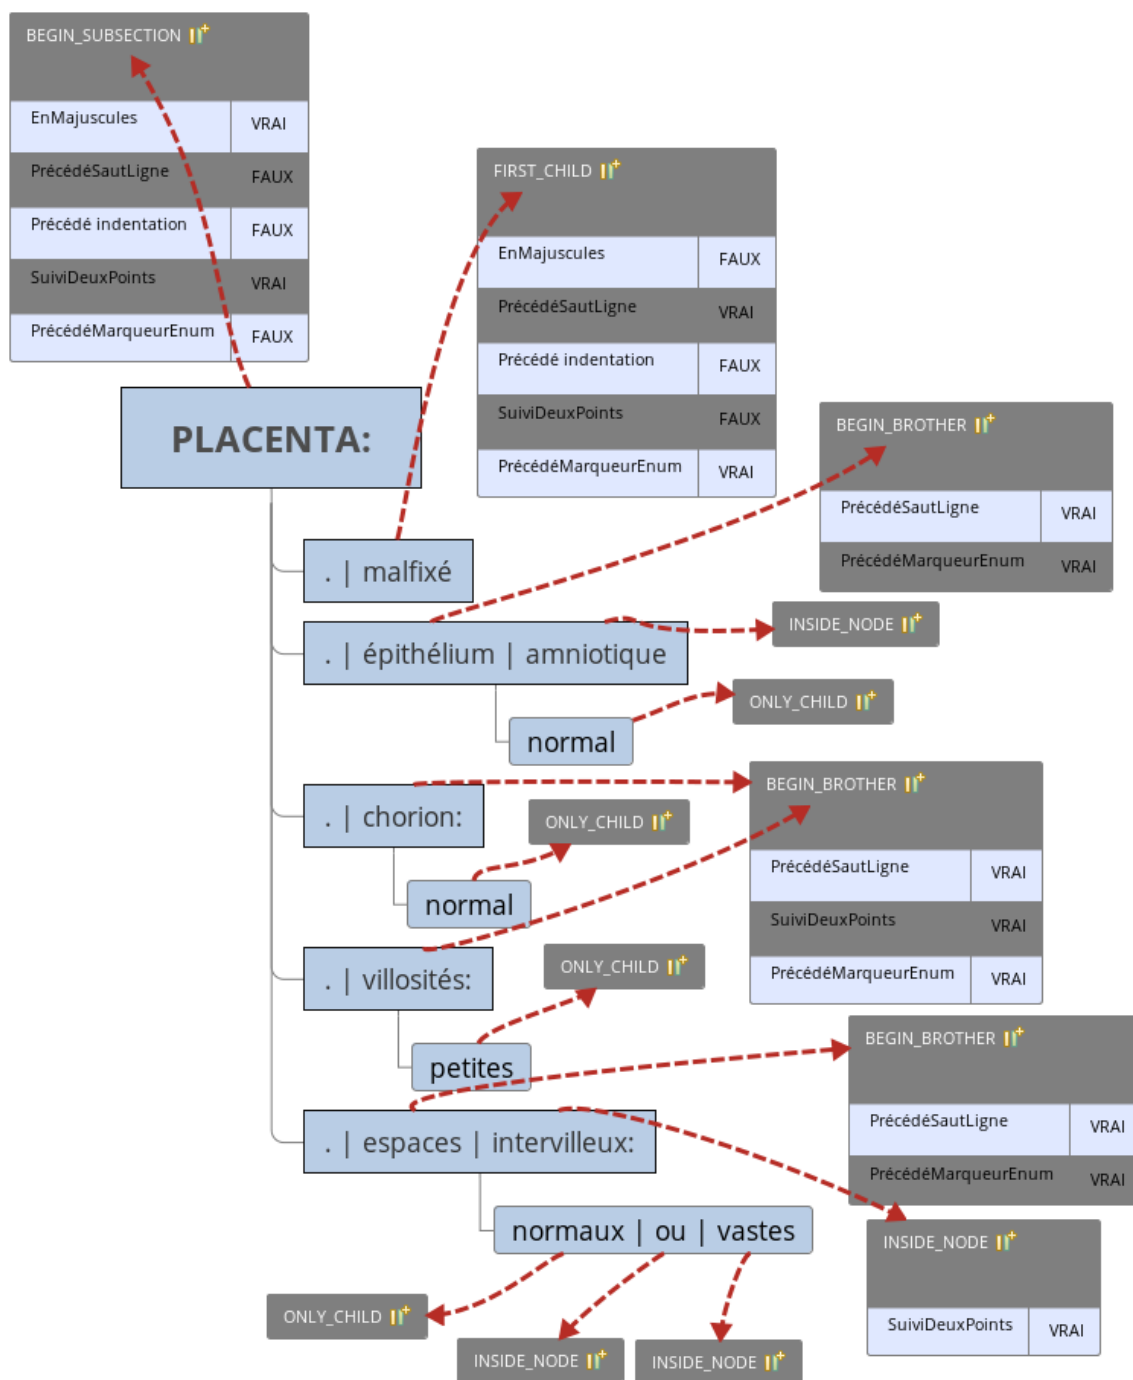 BEGIN_SUBSECTION
EnMajuscules VRAI
PrécédéSautLigne FAUX
Précédé indentation FAUX
SuiviDeuxPoints VRAI
PrécédéMarqueurEnum FAUX
FIRST_CHILD
EnMajuscules FAUX
PrécédéSautLigne VRAI
Précédé indentation FAUX
SuiviDeuxPoints FAUX
PrécédéMarqueurEnum VRAI
PLACENTA:
BEGIN_BROTHER
PrécédéSautLigne VRAI
PrécédéMarqueurEnum VRAI
. | malfixé
INSIDE_NODE
. | épithélium | amniotique
ONLY_CHILD
normal
BEGIN_BROTHER
PrécédéSautLigne VRAI
SuiviDeuxPoints VRAI
PrécédéMarqueurEnum VRAI
. | chorion:
ONLY_CHILD
normal
. | villosités:
ONLY_CHILD
petites
BEGIN_BROTHER
PrécédéSautLigne VRAI
PrécédéMarqueurEnum VRAI
. | espaces | intervilleux:
INSIDE_NODE
SuiviDeuxPoints VRAI
normaux | ou | vastes
ONLY_CHILD
INSIDE_NODE
INSIDE_NODE